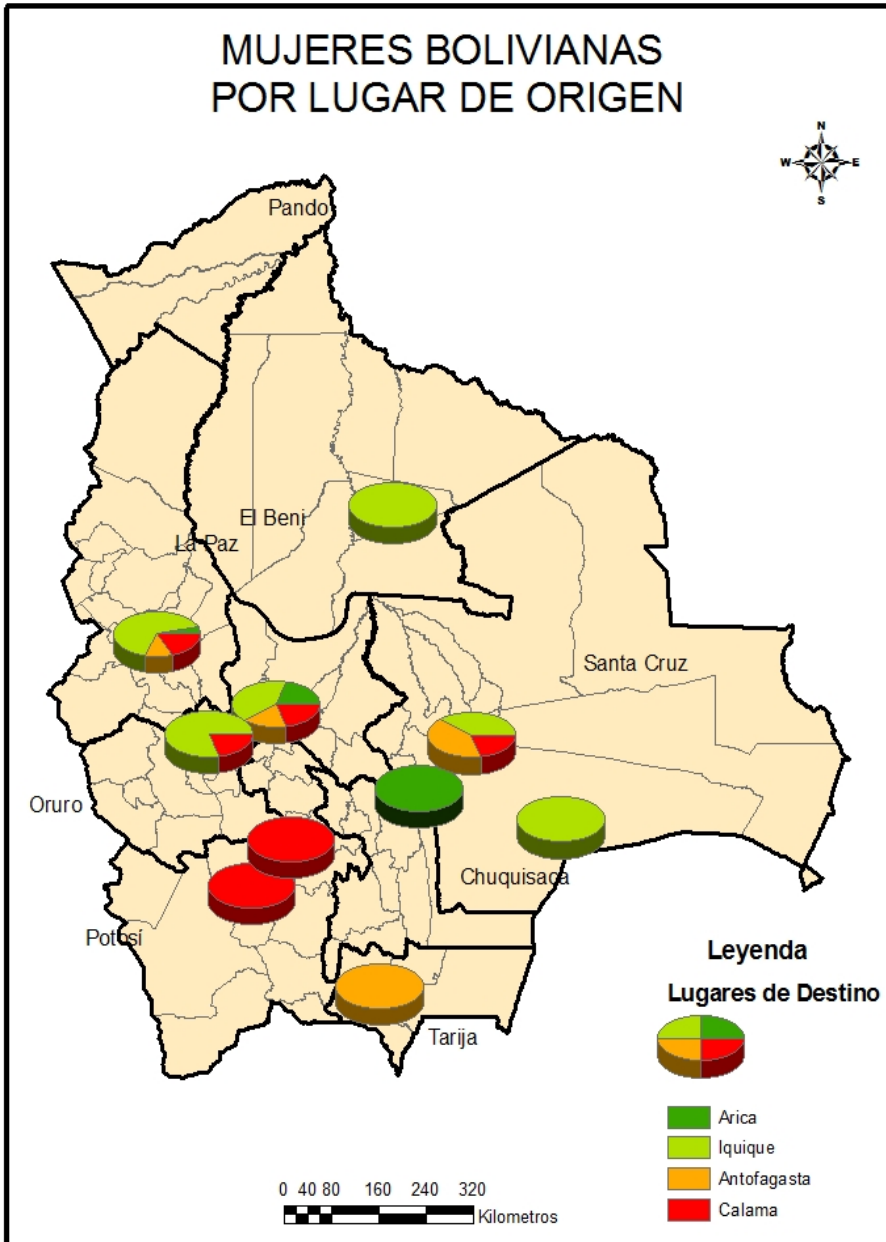 MUJERES BOLIVIANAS
POR LUGAR DE ORIGEN
N
W E
S
Pando
El Beni
La Paz
Santa Cruz
Oruro
Chuquisaca
Potosí
Tarija
Leyenda
Lugares de Destino
Arica
Iquique
Antofagasta
Calama
0 40 80 160 240 320
Kilometros